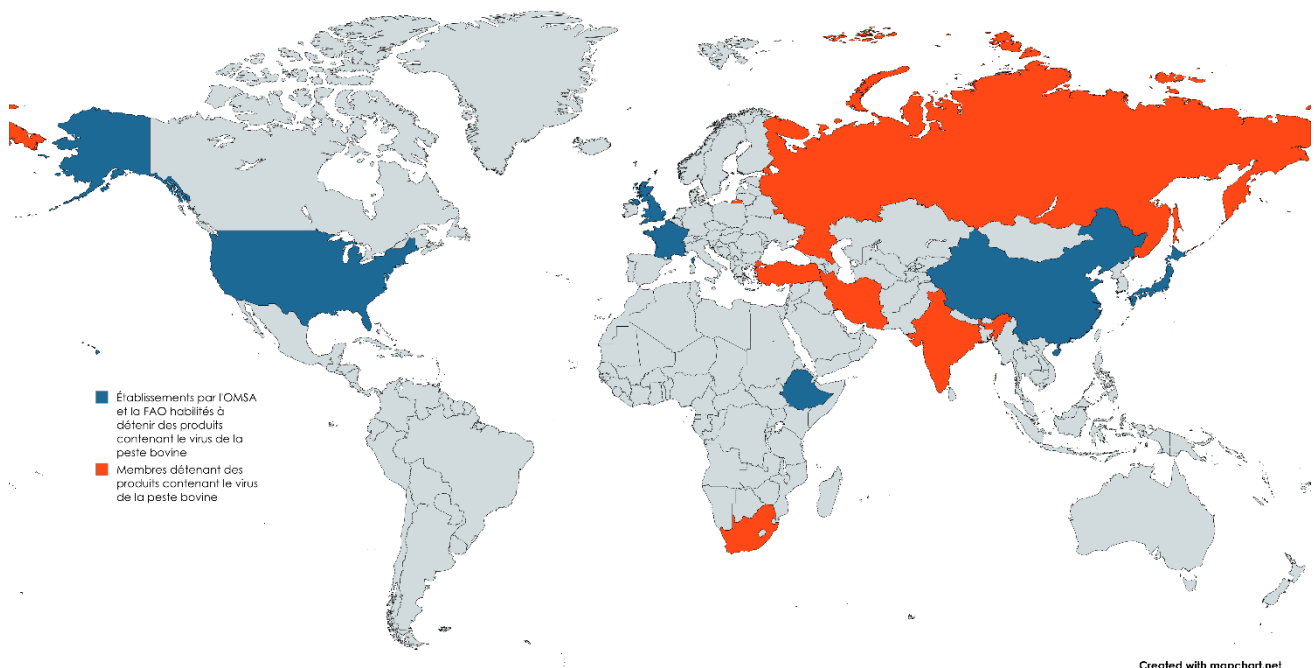 Établissements par l'OMSA
et la FAO habilités à
détenir des produits
contenant le virus de la
peste bovine
Membres détenant des
produits contenant le virus
de la peste bovine
Created with mapchart.net